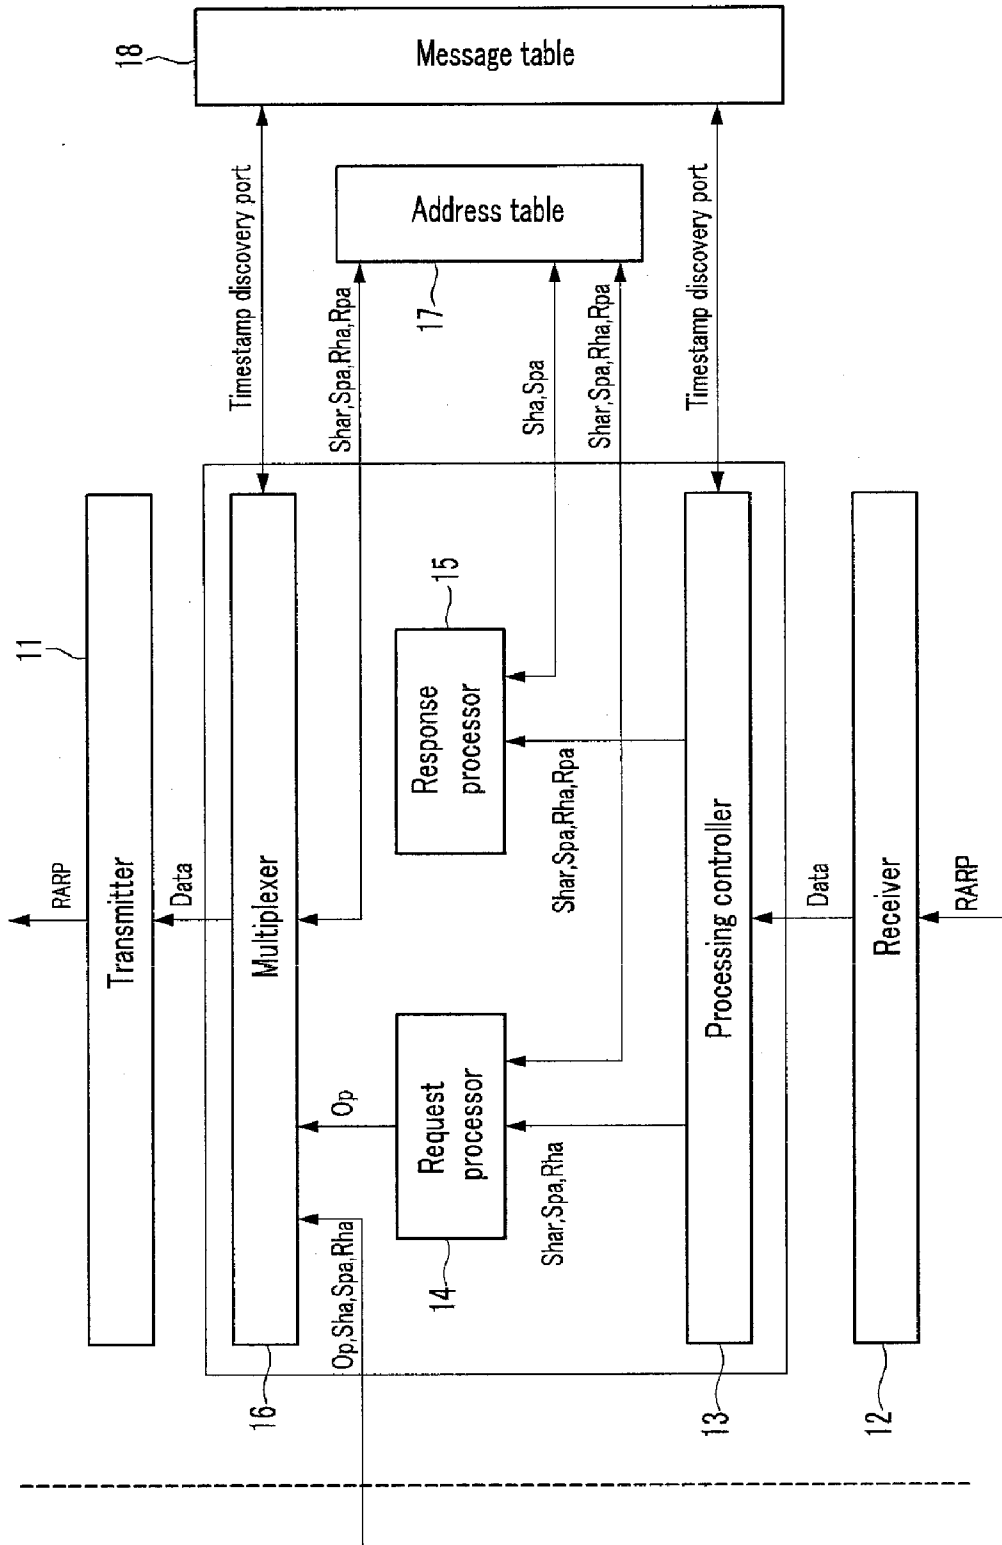 18
Message table
Timestamp discovery port
Timestamp discovery port
Address table
17
Shar,Spa,Rha,Rpa
Sha,Spa
Shar,Spa,Rha,Rpa
11
RARP
Transmitter
Data
Multiplexer
16
15
Response
processor
Shar,Spa,Rha,Rpa
Op
Request
processor
14
Shar,Spa,Rha
Op,Sha,Spa,Rha
Processing controller
13
Data
Receiver
12
RARP